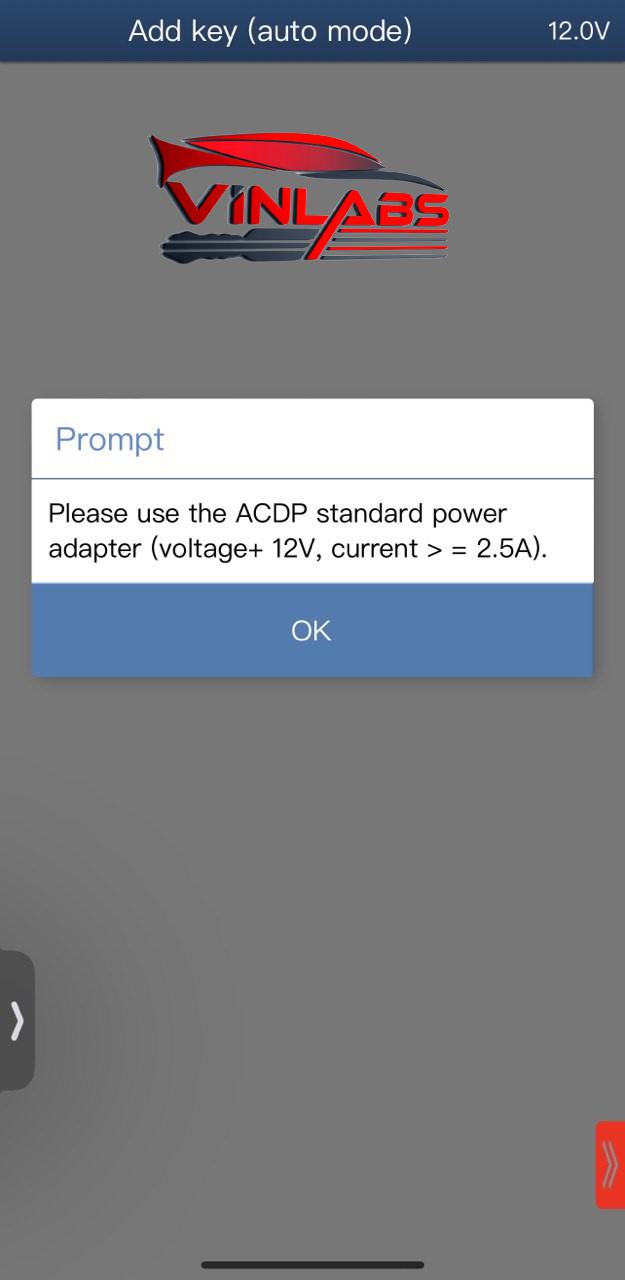 Add key (auto mode)
12.0V
ViNLABS
Prompt
Please use the ACDP standard power
adapter (voltage+ 12V, current > = 2.5A).
OK